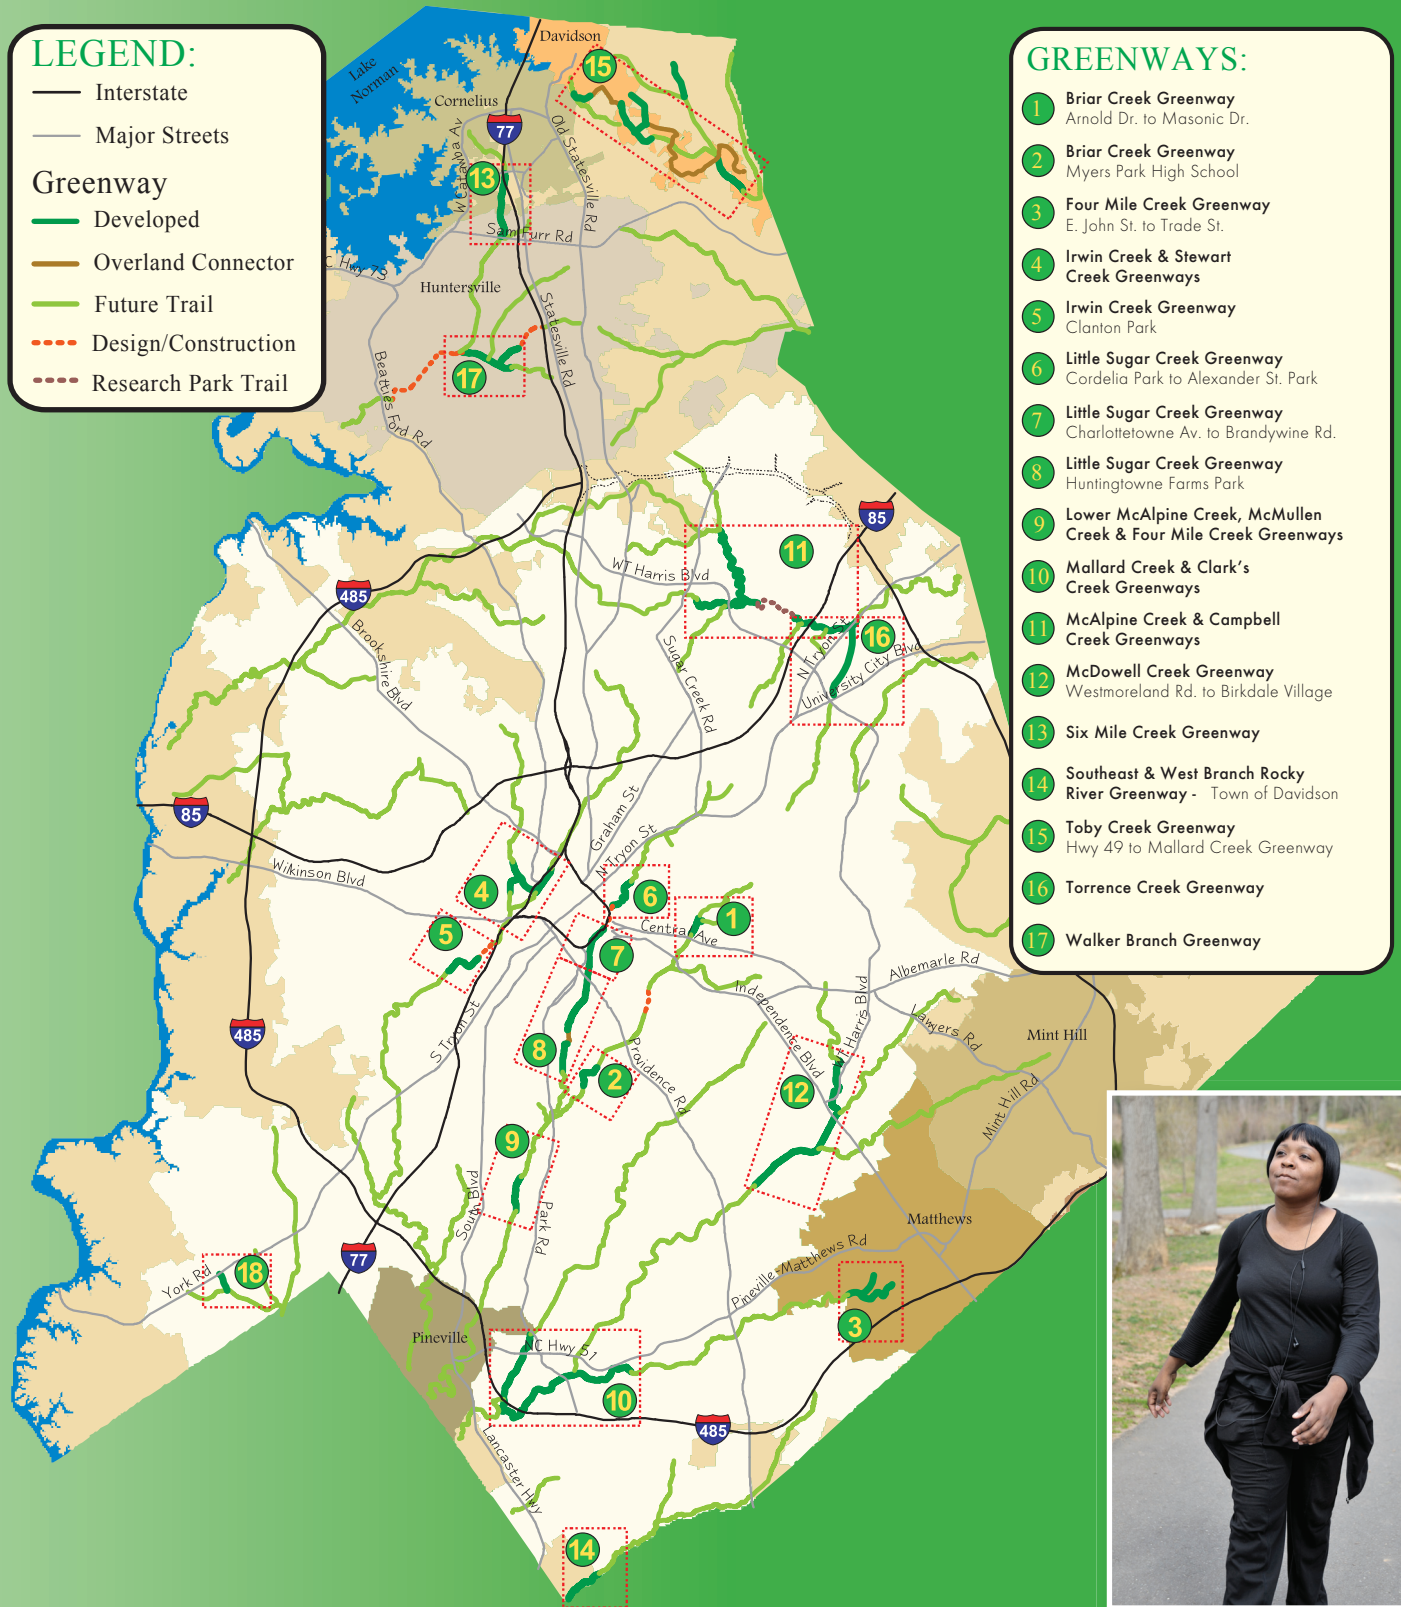 LEGEND:
Interstate
Major Streets
Greenway
Developed
Overland Connector
Future Trail
Design/Construction
Research Park Trail
GREENWAYS:
1 Briar Creek Greenway
Arnold Dr. to Masonic Dr.
2 Briar Creek Greenway
Myers Park High School
3 Four Mile Creek Greenway
E. John St. to Trade St.
4 Irwin Creek & Stewart
Creek Greenways
5 Irwin Creek Greenway
Clanton Park
6 Little Sugar Creek Greenway
Cordelia Park to Alexander St. Park
7 Little Sugar Creek Greenway
Charlottetowne Av. to Brandywine Rd.
8 Little Sugar Creek Greenway
Huntingtowne Farms Park
9 Lower McAlpine Creek, McMullen
Creek & Four Mile Creek Greenways
10 Mallard Creek & Clark's
Creek Greenways
11 McAlpine Creek & Campbell
Creek Greenways
12 McDowell Creek Greenway
Westmoreland Rd. to Birkdale Village
13 Six Mile Creek Greenway
14 Southeast & West Branch Rocky
River Greenway - Town of Davidson
15 Toby Creek Greenway
Hwy 49 to Mallard Creek Greenway
16 Torrence Creek Greenway
17 Walker Branch Greenway
Davidson
15
Lake
Norman
Cornelius
77
W Catawba Av
Old Statesville Rd
13
Sam Furr Rd
C Hwy 73
Huntersville
Statesville Rd
17
Beatties Ford Rd
85
11
WT Harris Blvd
485
Brookshire Blvd
16
N Tryon St
University City Blvd
Sugar Creek Rd
85
Graham St
N Tryon St
Wilkinson Blvd
4
6
1
5
Central Ave
7
Albemarle Rd
Independence Blvd
WT Harris Blvd
Lawyers Rd
Mint Hill
485
S Tryon St
8
Providence Rd
2
12
Mint Hill Rd
9
South Blvd
Park Rd
Matthews
77
Pineville-Matthews Rd
York Rd
18
3
Pineville
NC Hwy 51
10
485
Lancaster Hwy
14